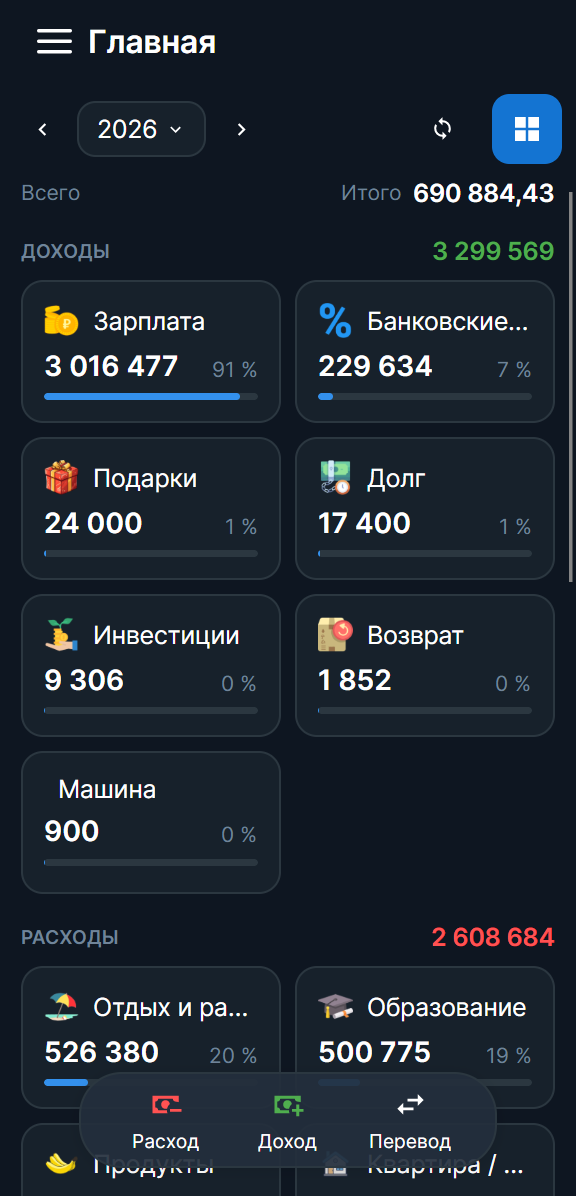 Главная
2026
Всего
Итого 690 884,43
ДОХОДЫ
3 299 569
Зарплата
3 016 477
91 %
Банковские...
229 634
7 %
Подарки
24 000
1 %
Долг
17 400
1 %
Инвестиции
9 306
0 %
Возврат
1 852
0 %
Машина
900
0 %
РАСХОДЫ
2 608 684
Отдых и ра...
526 380
20 %
Образование
500 775
19 %
Расход
Доход
Перевод
Продукты
Квартира / ...